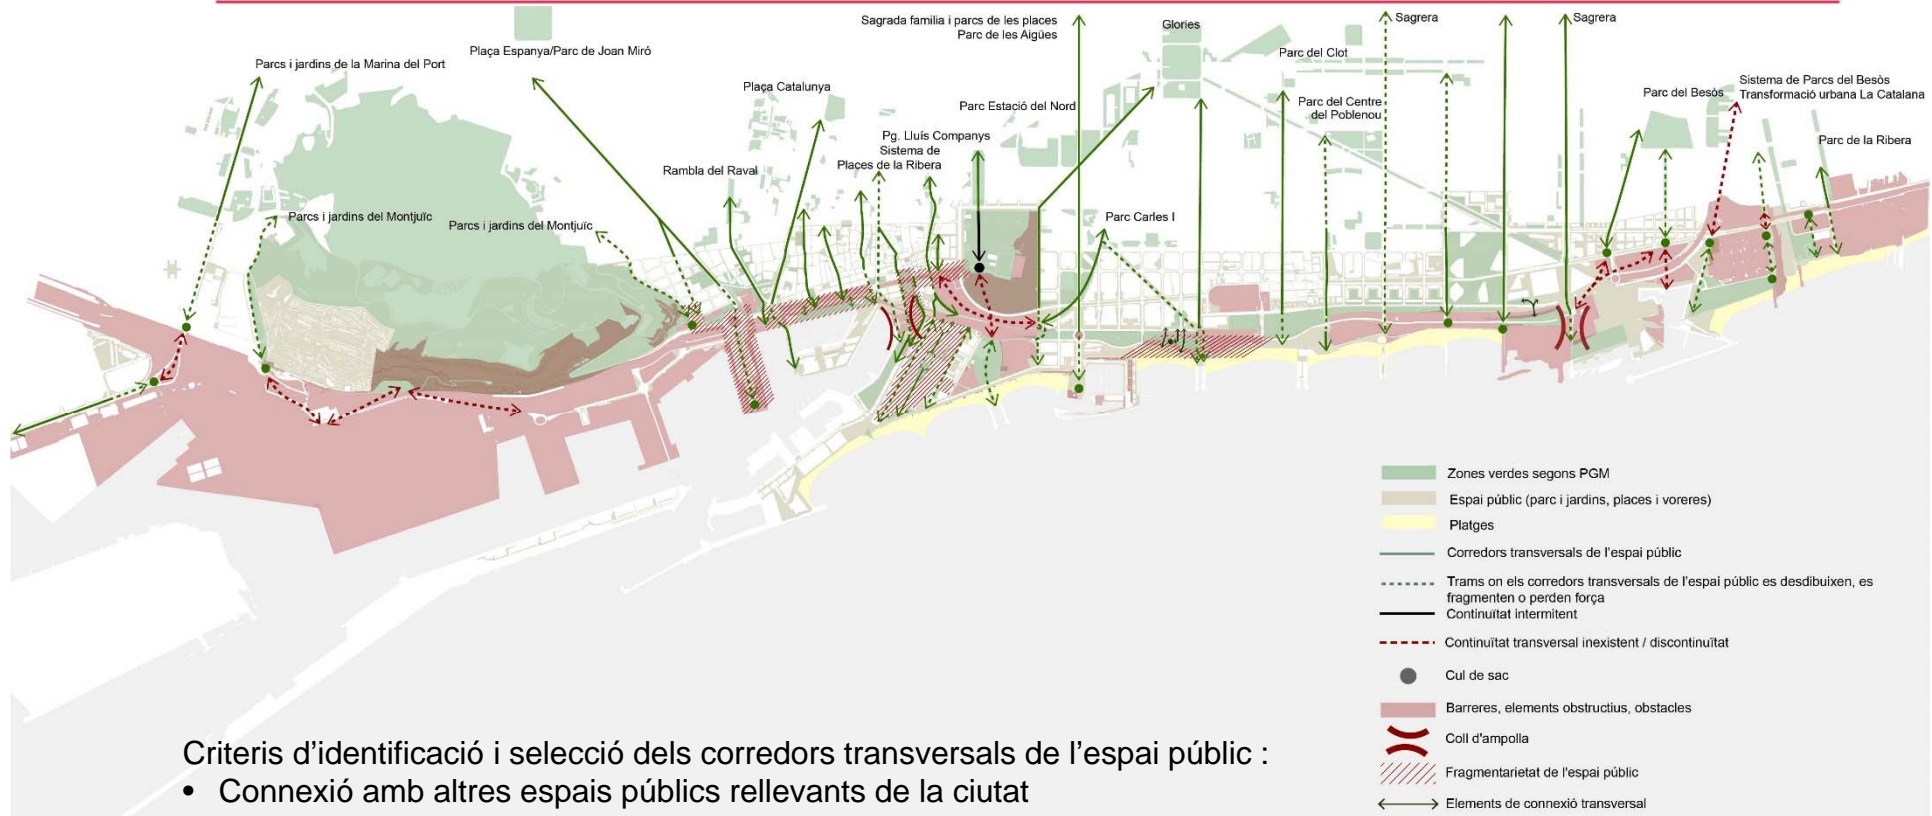 Sagrada familia i parcs de les places
Parc de les Aigües
Glories
Sagrera
Sagrera
Plaça Espanya/Parc de Joan Miró
Parcs i jardins de la Marina del Port
Plaça Catalunya
Parc del Clot
Sistema de Parcs del Besòs
Transformació urbana La Catalana
Parc del Besòs
Parc Estació del Nord
Parc del Centre
del Poblenou
Pg. Lluís Companys
Sistema de
Places de la Ribera
Parc de la Ribera
Rambla del Raval
Parcs i jardins del Montjuïc
Parcs i jardins del Montjuïc
Parc Carles I
Zones verdes segons PGM
Espai públic (parc i jardins, places i voreres)
Platges
Corredors transversals de l'espai públic
Trams on els corredors transversals de l'espai públic es desdibuixen, es
fragmenten o perden força
Continuïtat intermitent
Continuïtat transversal inexistent / discontinuïtat
Cul de sac
Barreres, elements obstructius, obstacles
Coll d'ampolla
Fragmentarietat de l'espai públic
Elements de connexió transversal
Criteris d’identificació i selecció dels corredors transversals de l’espai públic :
• Connexió amb altres espais públics rellevants de la ciutat